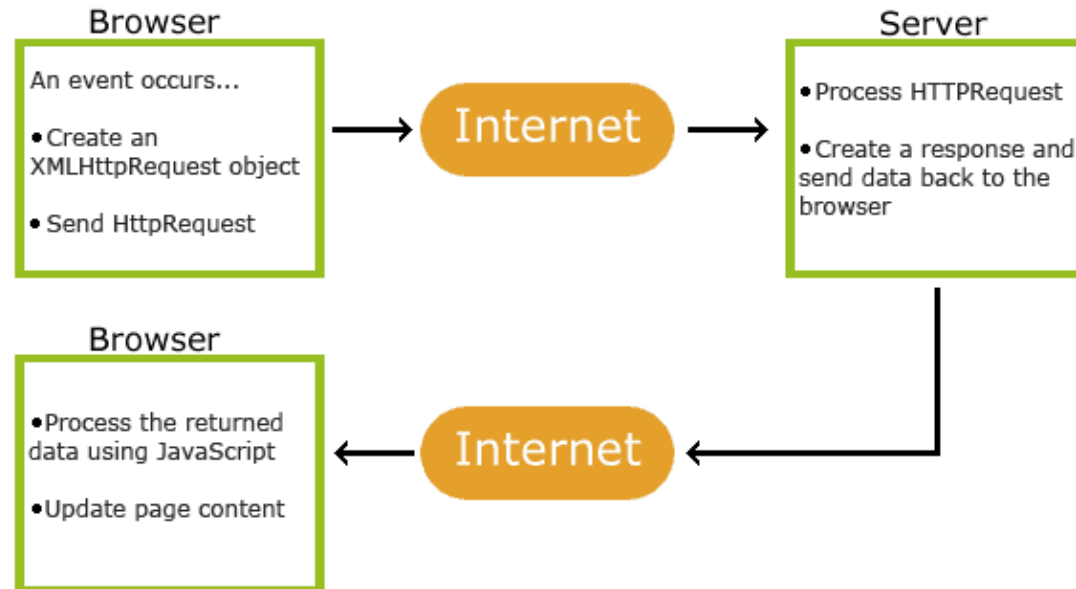 Browser
An event occurs...
•Create an
XMLHttpRequest object
• Send HttpRequest
Internet
Server
•Process HTTPRequest
•Create a response and
send data back to the
browser
Browser
•Process the returned
data using JavaScript
•Update page content
Internet